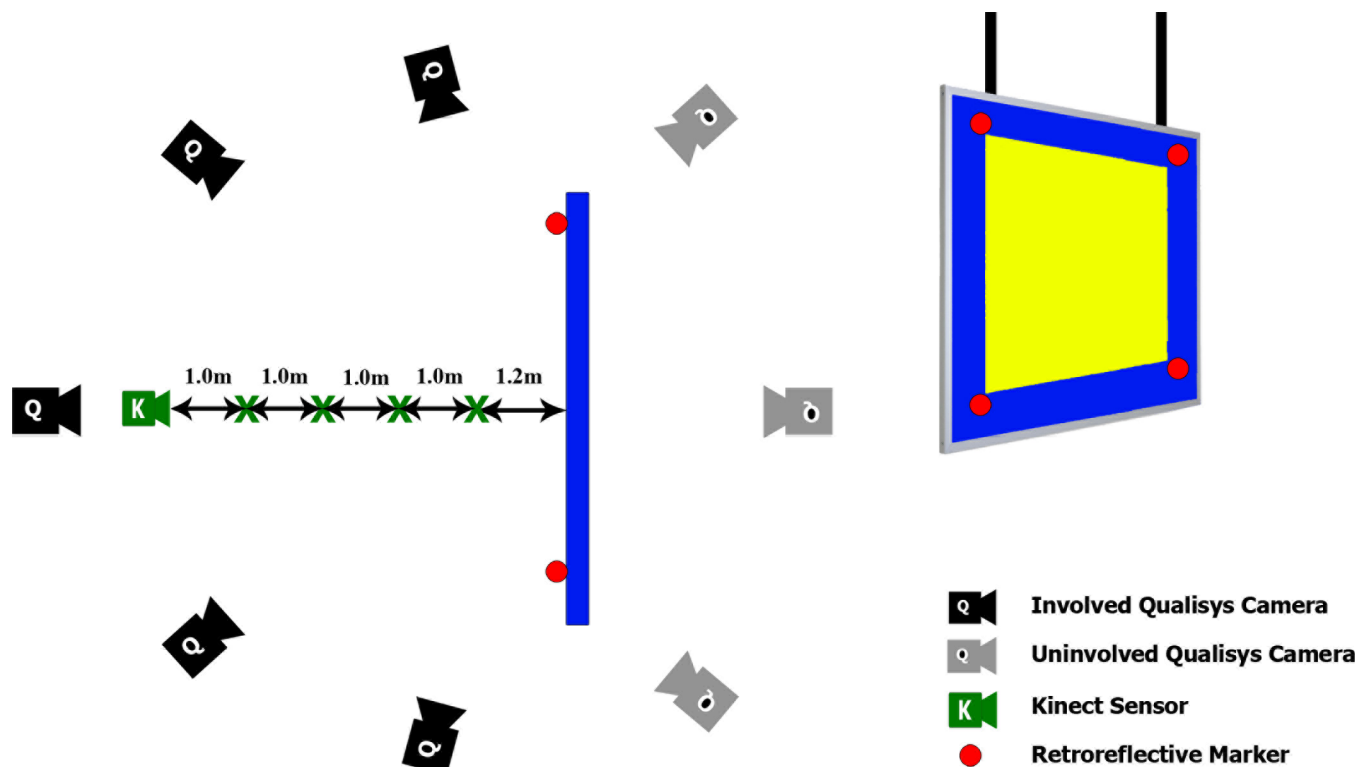 Q
Q
Q
1.0m
1.0m
1.0m
1.0m
1.2m
Q
K
X
X
X
X
Q
Q
Q
Q
Q
Q Involved Qualisys Camera
Q Uninvolved Qualisys Camera
K Kinect Sensor
Retroreflective Marker